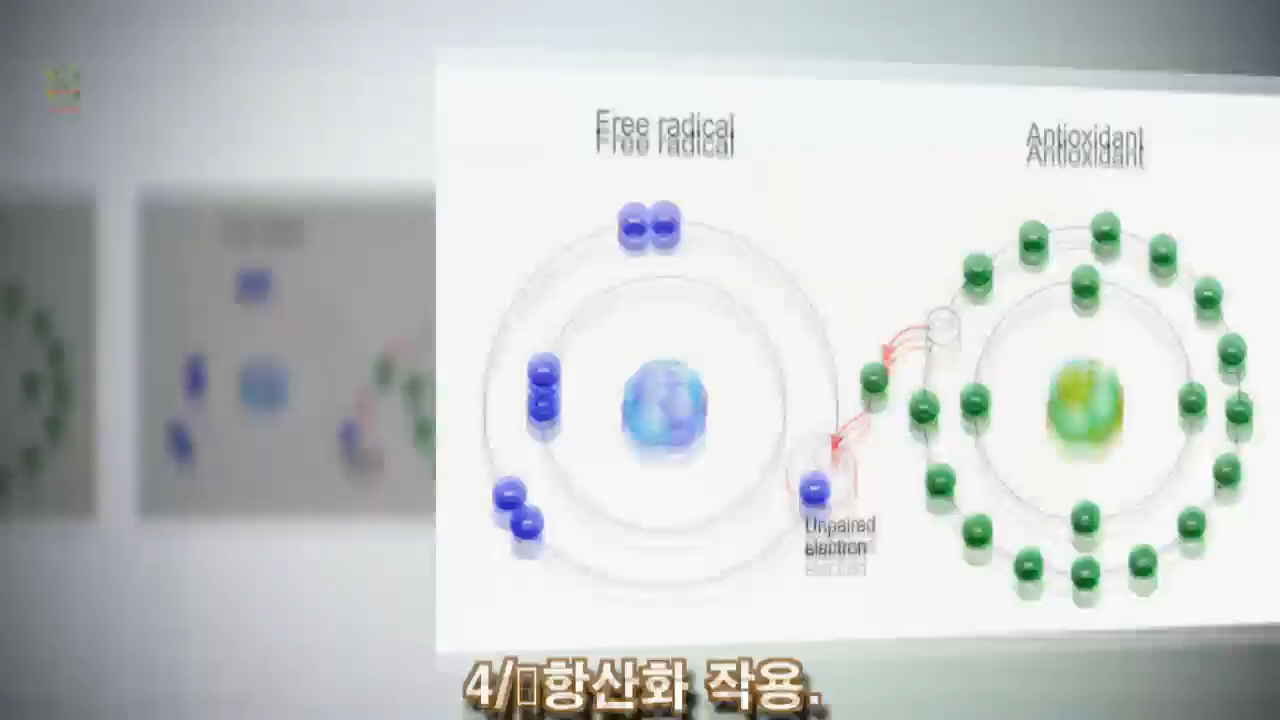 Free radical
Antioxidant
Unpaired
electron
4/▯항산화 작용.